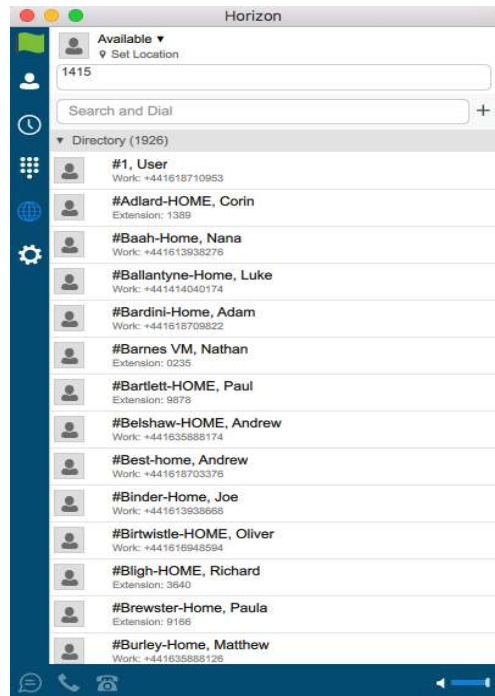 Horizon
Available ▼
Set Location
1415
Search and Dial
+
▼ Directory (1926)
#1, User
Work: +441618710953
#Adlard-HOME, Corin
Extension: 1389
#Baah-Home, Nana
Work: +441613938276
#Ballantyne-Home, Luke
Work: +441414040174
#Bardini-Home, Adam
Work: +441618709822
#Barnes VM, Nathan
Extension: 0235
#Bartlett-HOME, Paul
Extension: 9878
#Belshaw-HOME, Andrew
Work: +441635888174
#Best-home, Andrew
Work: +441618703376
#Binder-Home, Joe
Work: +441613938668
#Birtwistle-HOME, Oliver
Work: +441616948594
#Bligh-HOME, Richard
Extension: 3640
#Brewster-Home, Paula
Extension: 9166
#Burley-Home, Matthew
Work: +441635888126